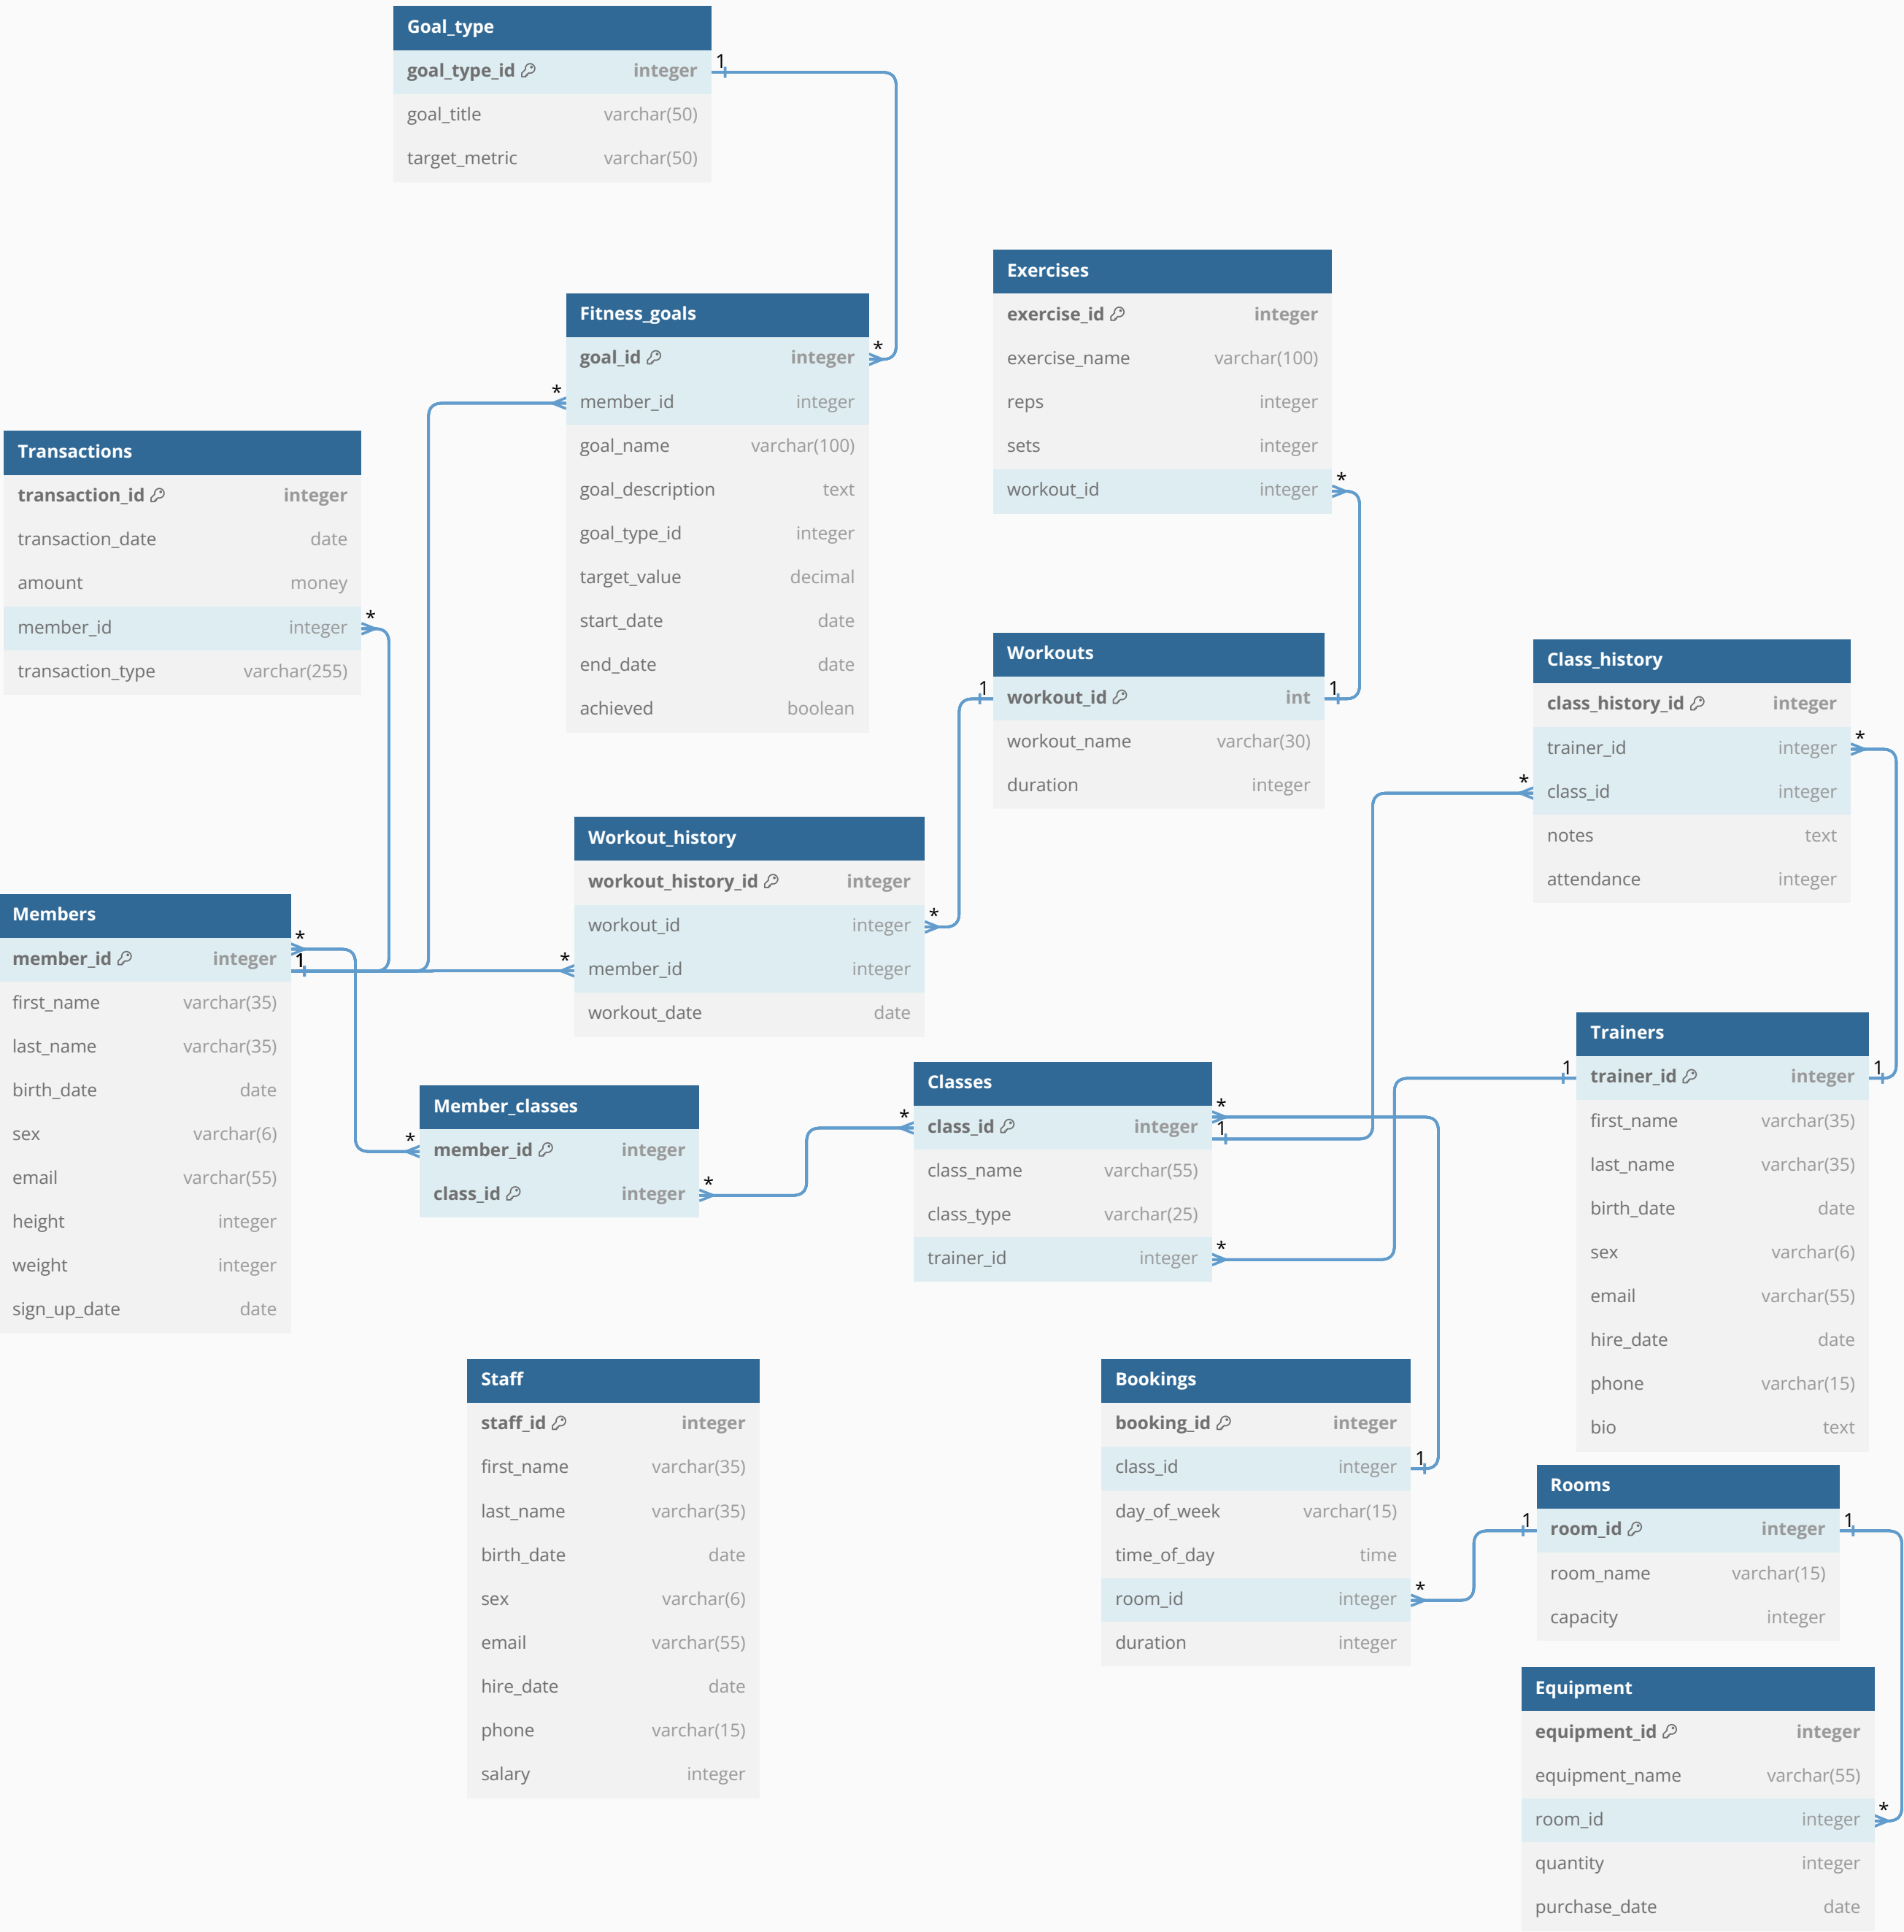 Goal_type
goal_type_id integer
goal_title varchar(50)
target_metric varchar(50)
1
*
Exercises
exercise_id integer
exercise_name varchar(100)
reps integer
sets integer
workout_id integer
*
Fitness_goals
goal_id integer
member_id integer
goal_name varchar(100)
goal_description text
goal_type_id integer
target_value decimal
start_date date
end_date date
achieved boolean
*
Transactions
transaction_id integer
transaction_date date
amount money
member_id integer
transaction_type varchar(255)
*
Workouts
workout_id int
workout_name varchar(30)
duration integer
1
1
Class_history
class_history_id integer
trainer_id integer
class_id integer
notes text
attendance integer
*
*
Workout_history
workout_history_id integer
workout_id integer
member_id integer
workout_date date
*
*
Members
member_id integer
first_name varchar(35)
last_name varchar(35)
birth_date date
sex varchar(6)
email varchar(55)
height integer
weight integer
sign_up_date date
*
1
Member_classes
member_id integer
class_id integer
*
*
Classes
class_id integer
class_name varchar(55)
class_type varchar(25)
trainer_id integer
*
*
1
*
Trainers
trainer_id integer
first_name varchar(35)
last_name varchar(35)
birth_date date
sex varchar(6)
email varchar(55)
hire_date date
phone varchar(15)
bio text
1
1
Staff
staff_id integer
first_name varchar(35)
last_name varchar(35)
birth_date date
sex varchar(6)
email varchar(55)
hire_date date
phone varchar(15)
salary integer
Bookings
booking_id integer
class_id integer
day_of_week varchar(15)
time_of_day time
room_id integer
duration integer
1
*
Rooms
room_id integer
room_name varchar(15)
capacity integer
1
1
Equipment
equipment_id integer
equipment_name varchar(55)
room_id integer
quantity integer
purchase_date date
*